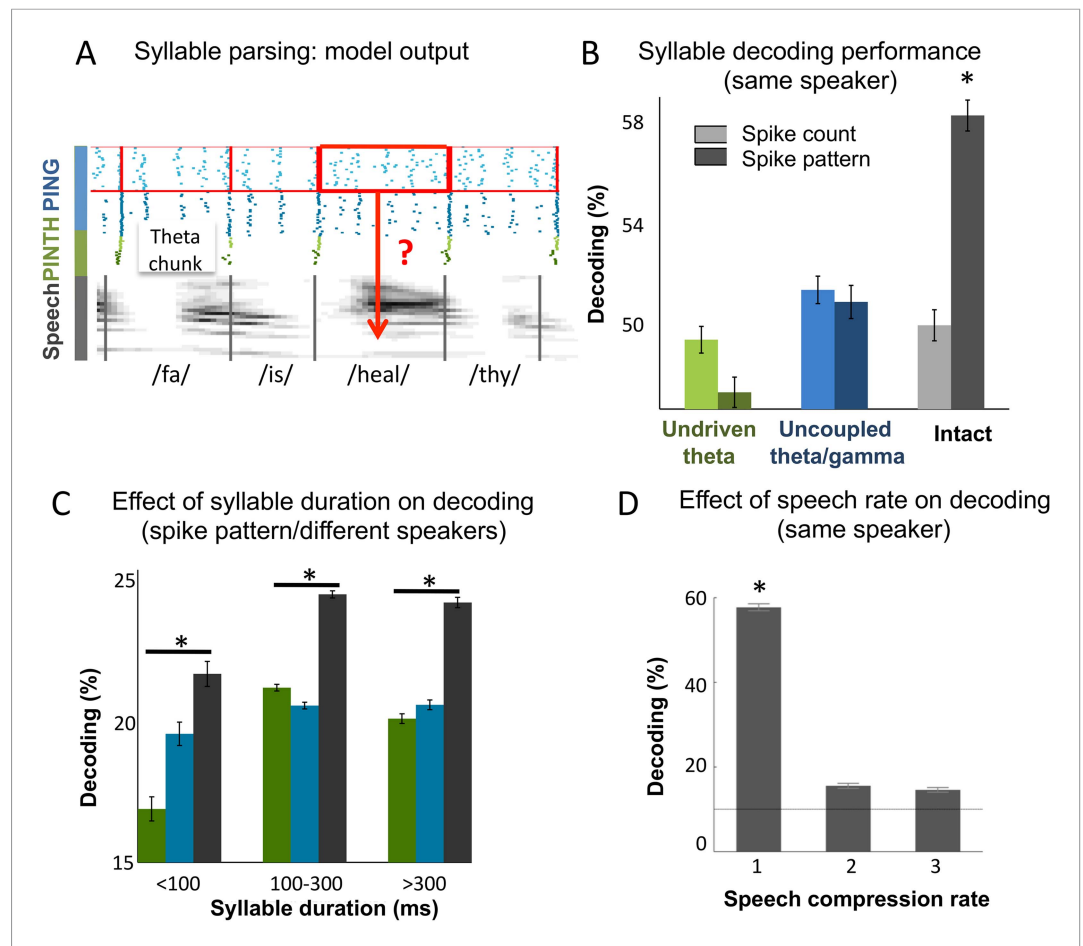 A
Syllable parsing: model output
SpeechPINTH PING
Theta
chunk
?
/fa/
/is/
/heal/
/thy/
B
Syllable decoding performance
(same speaker)
*
58
54
50
Decoding (%)
Spike count
Spike pattern
Undriven
theta
Uncoupled
theta/gamma
Intact
C
Effect of syllable duration on decoding
(spike pattern/different speakers)
*
*
*
25
20
15
Decoding (%)
<100
100-300
>300
Syllable duration (ms)
D
Effect of speech rate on decoding
(same speaker)
*
60
40
20
0
Decoding (%)
1
2
3
Speech compression rate